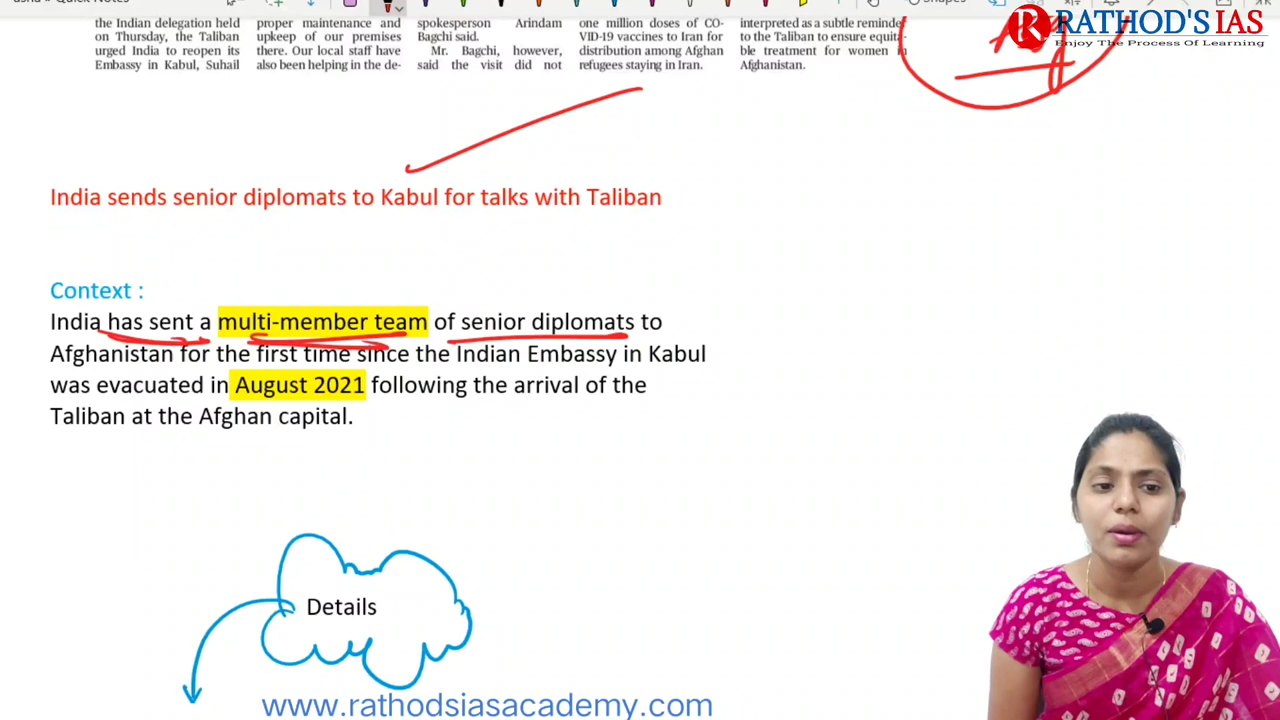 Quick Notes
Shapes
RATHOD'S IAS
Enjoy The Process Of Learning
the Indian delegation held
on Thursday, the Taliban
urged India to reopen its
Embassy in Kabul, Suhail
proper maintenance and
upkeep of our premises
there. Our local staff have
also been helping in the de-
spokesperson Arindam
Bagchi said.
Mr. Bagchi, however,
said the visit did not
one million doses of CO-
VID-19 vaccines to Iran for
distribution among Afghan
refugees staying in Iran.
interpreted as a subtle reminde
to the Taliban to ensure equita-
ble treatment for women in
Afghanistan.
India sends senior diplomats to Kabul for talks with Taliban
Context :
India has sent a multi-member team of senior diplomats to
Afghanistan for the first time since the Indian Embassy in Kabul
was evacuated in August 2021 following the arrival of the
Taliban at the Afghan capital.
Details
www.rathodsiasacademy.com